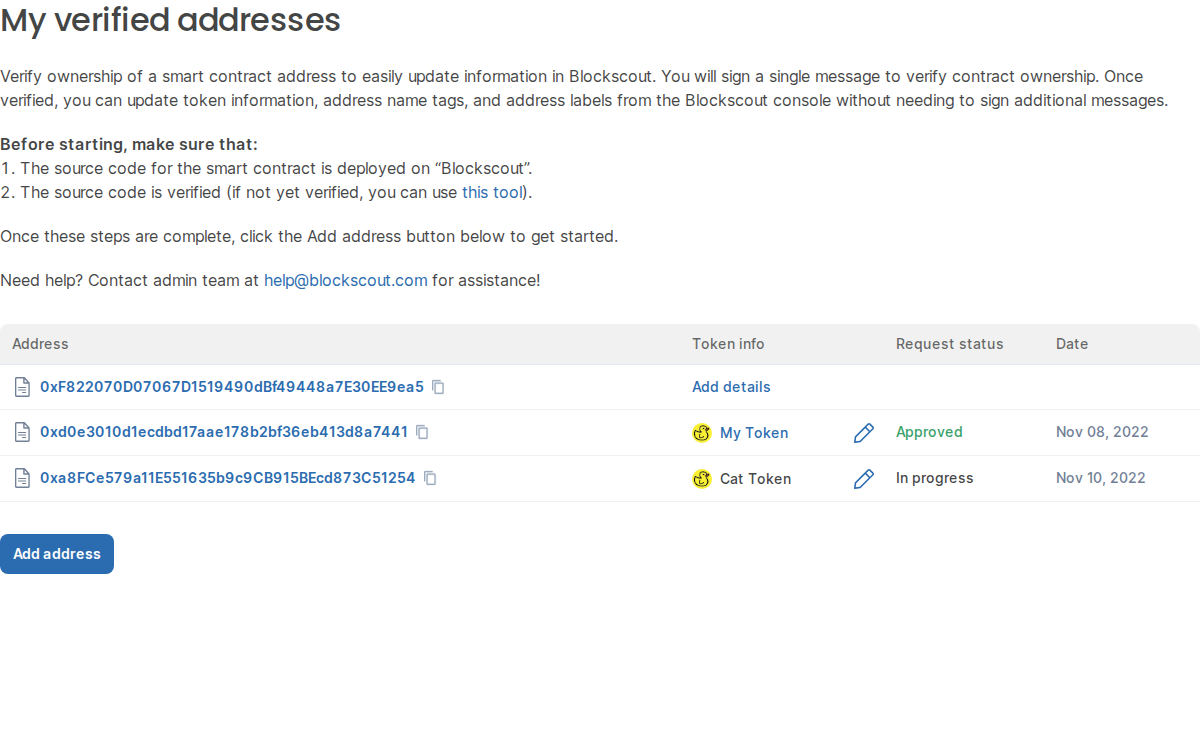 My verified addresses
Verify ownership of a smart contract address to easily update information in Blockscout. You will sign a single message to verify contract ownership. Once
verified, you can update token information, address name tags, and address labels from the Blockscout console without needing to sign additional messages.
Before starting, make sure that:
1. The source code for the smart contract is deployed on “Blockscout”.
2. The source code is verified (if not yet verified, you can use this tool).
Once these steps are complete, click the Add address button below to get started.
Need help? Contact admin team at help@blockscout.com for assistance!
Address Token info Request status Date
0xF822070D07067D1519490dBf49448a7E30EE9ea5 Add details
0xd0e3010d1ecdbd17aae178b2bf36eb413d8a7441 My Token Approved Nov 08, 2022
0xa8FCe579a11E551635b9c9CB915BEcd873C51254 Cat Token In progress Nov 10, 2022
Add address